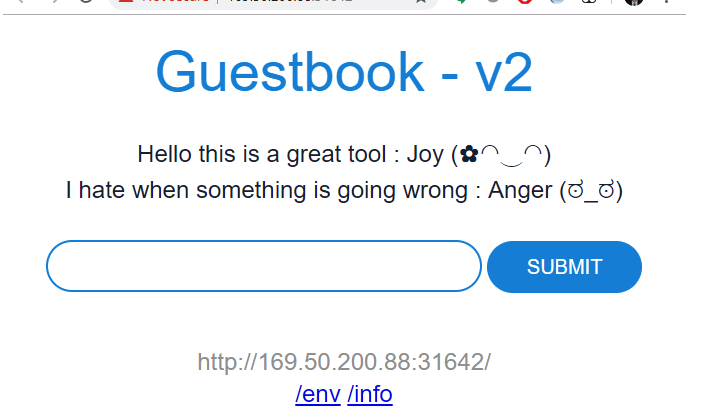 Guestbook - v2
Hello this is a great tool : Joy (✿◠‿◠)
I hate when something is going wrong : Anger (ಠ_ಠ)
SUBMIT
http://169.50.200.88:31642/
/env /info